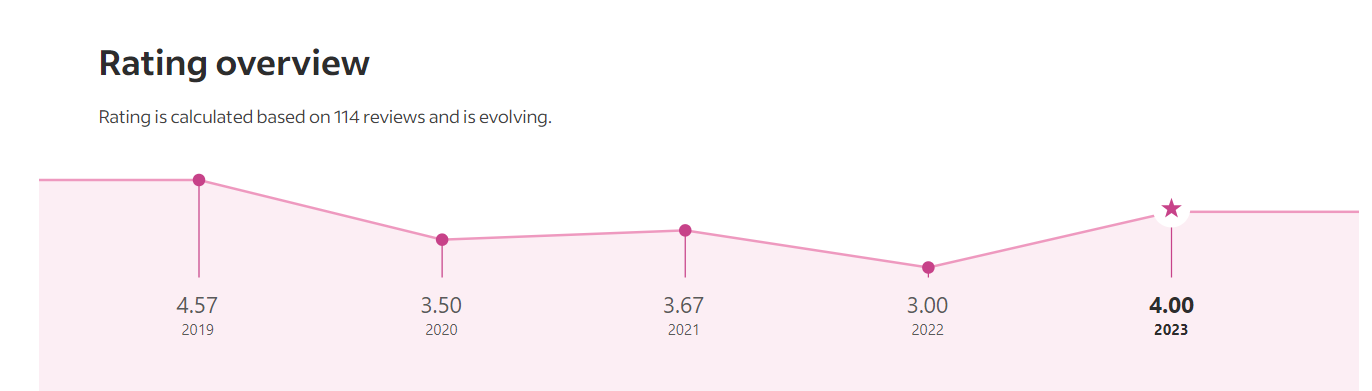 Rating overview
Rating is calculated based on 114 reviews and is evolving.
4.57 3.50 3.67 3.00 4.00
2019 2020 2021 2022 2023